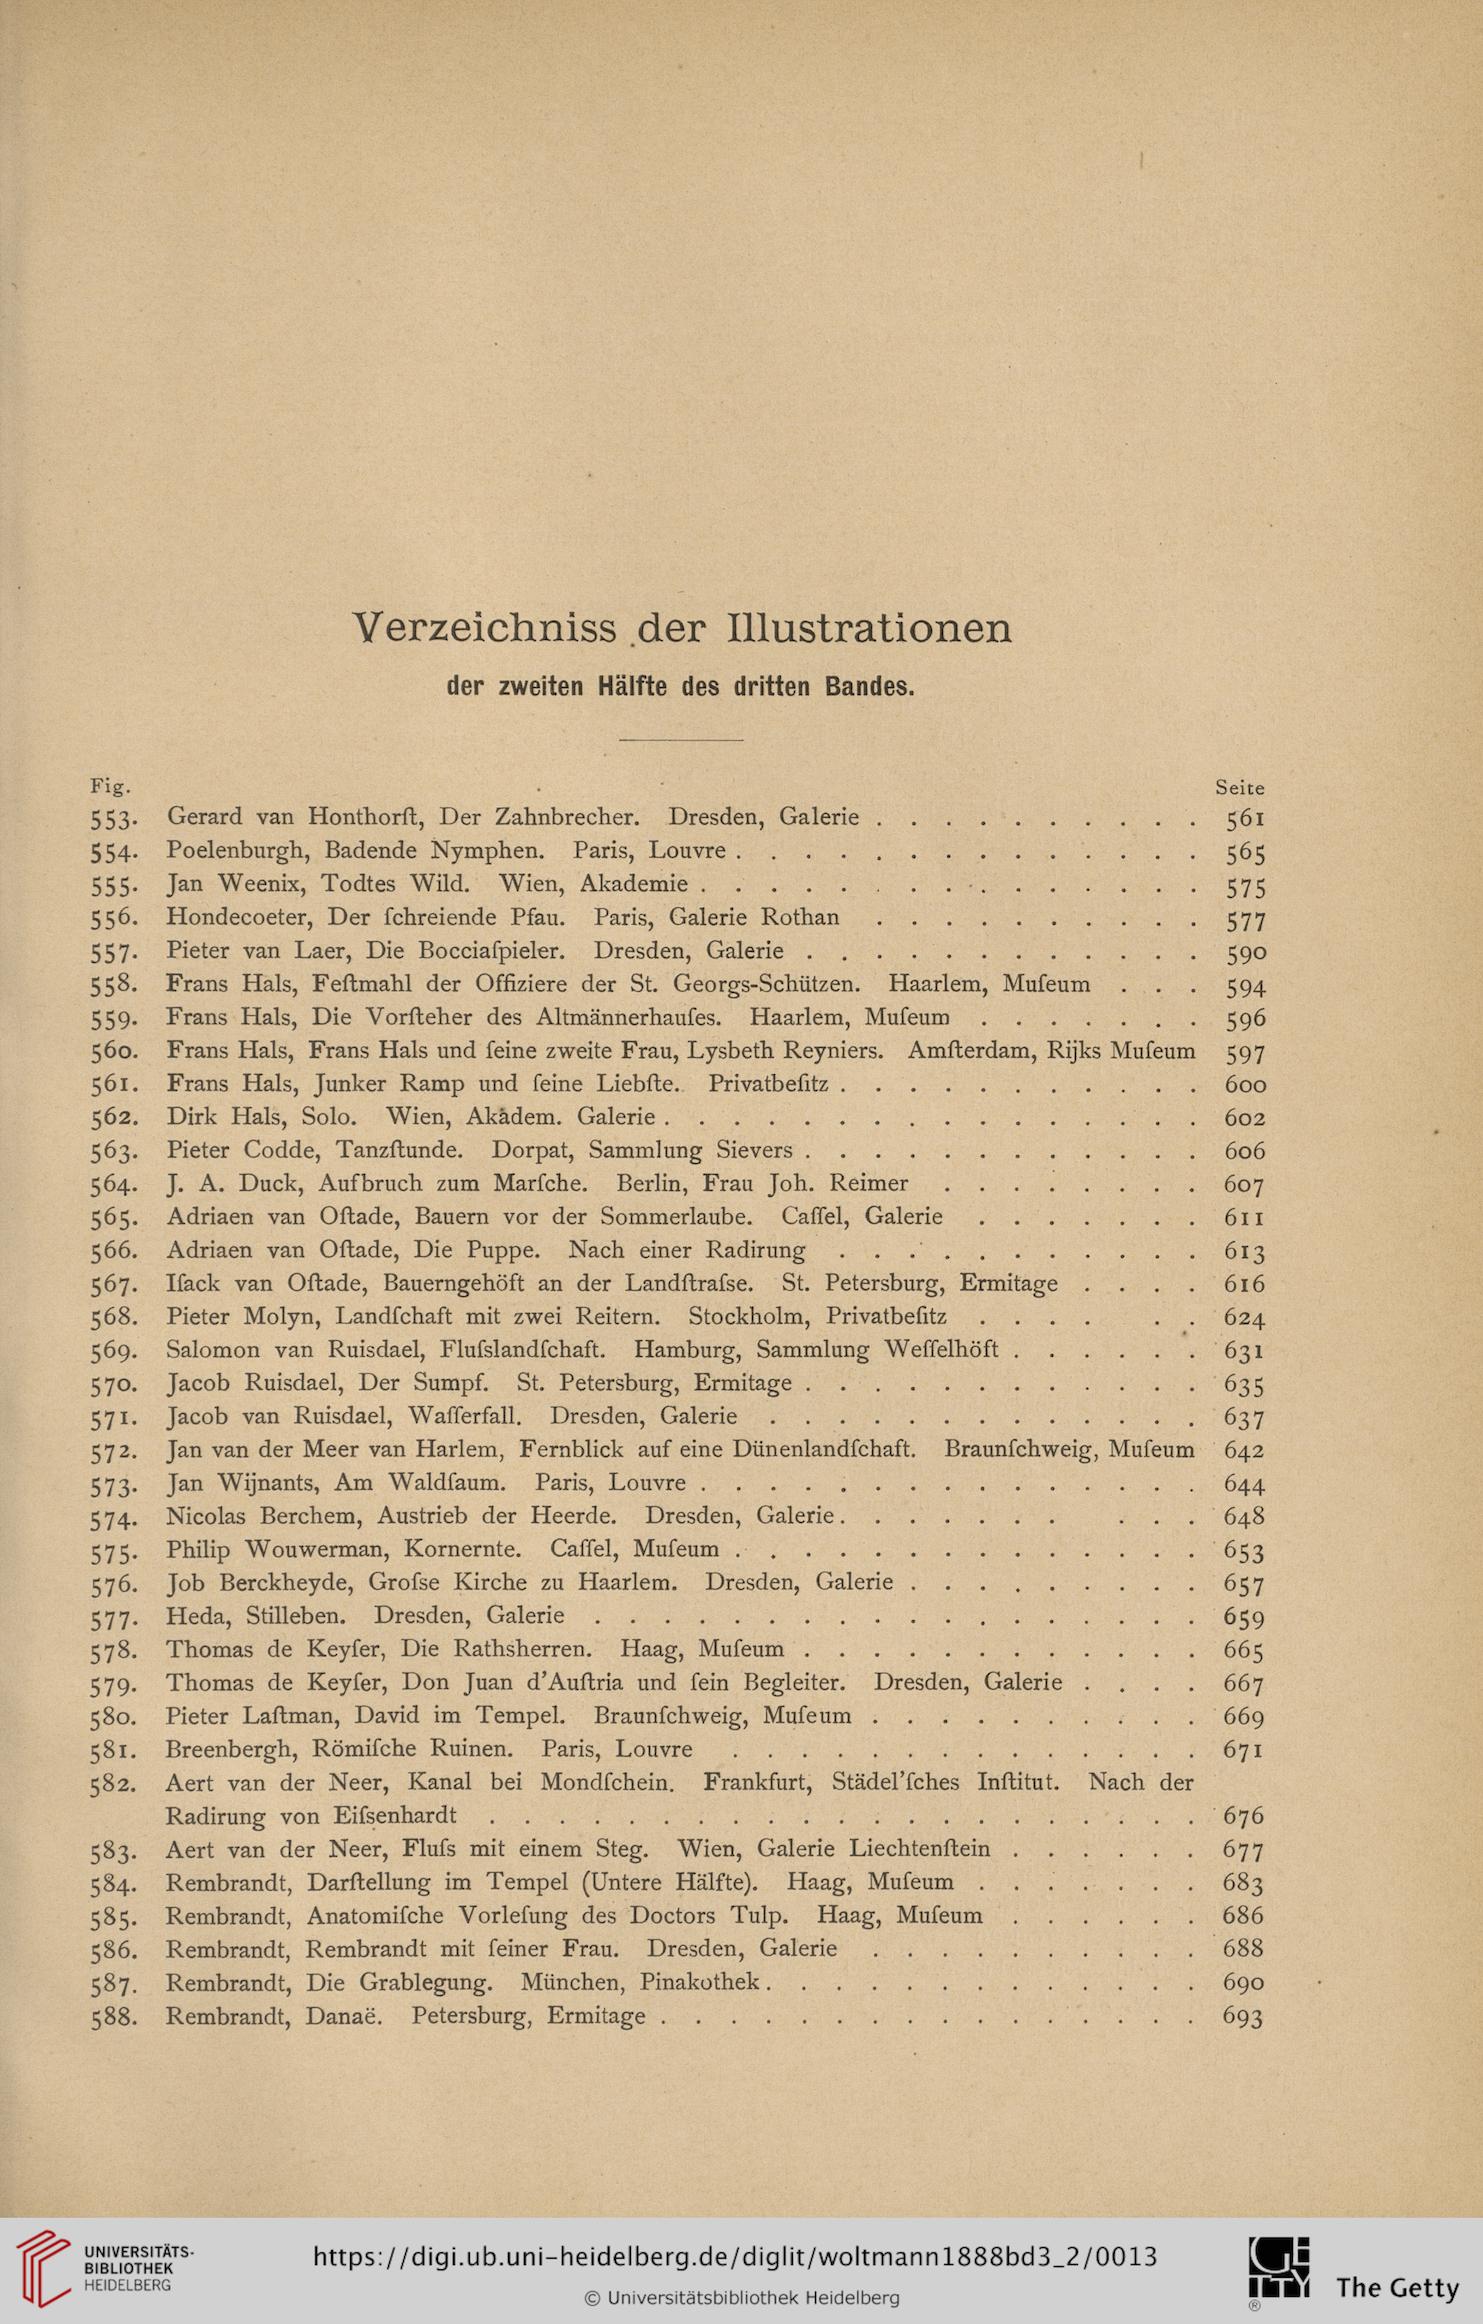 Verzeichniss der Illustrationen
der zweiten Hälfte des dritten Bandes.
Fig. Seite
553. Gerard van Honthorſt, Der Zahnbrecher. Dresden, Galerie . . . . . . . . . . 561
554. Poelenburgh, Badende Nymphen. Paris, Louvre . . . . . . . . . . . . . . 565
555. Jan Weenix, Todtes Wild. Wien, Akademie . . . . . . . . . . . . . . . 575
556. Hondecoeter, Der ſchreiende Pfau. Paris, Galerie Rothan . . . . . . . . . . 577
557. Pieter van Laer, Die Bocciaſpieler. Dresden, Galerie . . . . . . . . . . . . 590
558. Frans Hals, Feſtmahl der Offiziere der St. Georgs-Schützen. Haarlem, Muſeum . . . 594
559. Frans Hals, Die Vorſteher des Altmännerhauſes. Haarlem, Muſeum . . . . . . . 596
560. Frans Hals, Frans Hals und ſeine zweite Frau, Lysbeth Reyniers. Amſterdam, Rijks Muſeum 597
561. Frans Hals, Junker Ramp und ſeine Liebſte. Privatbeſitz . . . . . . . . . . . 600
562. Dirk Hals, Solo. Wien, Akadem. Galerie . . . . . . . . . . . . . . . . 602
563. Pieter Codde, Tanzſtunde. Dorpat, Sammlung Sievers . . . . . . . . . . . . 606
564. J. A. Duck, Aufbruch zum Marſche. Berlin, Frau Joh. Reimer . . . . . . . . 607
565. Adriaen van Oſtade, Bauern vor der Sommerlaube. Caſſel, Galerie . . . . . . . 611
566. Adriaen van Oſtade, Die Puppe. Nach einer Radirung . . . . . . . . . . . 613
567. Iſack van Oſtade, Bauerngehöft an der Landſtraſse. St. Petersburg, Ermitage . . . . 616
568. Pieter Molyn, Landſchaft mit zwei Reitern. Stockholm, Privatbeſitz . . . . . . 624
569. Salomon van Ruisdael, Fluſslandſchaft. Hamburg, Sammlung Weſſelhöft . . . . . . 631
570. Jacob Ruisdael, Der Sumpf. St. Petersburg, Ermitage . . . . . . . . . . . . 635
571. Jacob van Ruisdael, Waſſerfall. Dresden, Galerie . . . . . . . . . . . . . 637
572. Jan van der Meer van Harlem, Fernblick auf eine Dünenlandſchaft. Braunſchweig, Muſeum 642
573. Jan Wijnants, Am Waldſaum. Paris, Louvre . . . . . . . . . . . . . . . 644
574. Nicolas Berchem, Austrieb der Heerde. Dresden, Galerie . . . . . . . . . . 648
575. Philip Wouwerman, Kornernte. Caſſel, Muſeum . . . . . . . . . . . . . . 653
576. Job Berckheyde, Groſse Kirche zu Haarlem. Dresden, Galerie . . . . . . . . . 657
577. Heda, Stilleben. Dresden, Galerie . . . . . . . . . . . . . . . . . . 659
578. Thomas de Keyſer, Die Rathsherren. Haag, Muſeum . . . . . . . . . . . . 665
579. Thomas de Keyſer, Don Juan d'Auſtria und ſein Begleiter. Dresden, Galerie . . . . 667
580. Pieter Laſtman, David im Tempel. Braunſchweig, Muſeum . . . . . . . . . . 669
581. Breenbergh, Römiſche Ruinen. Paris, Louvre . . . . . . . . . . . . . . 671
582. Aert van der Neer, Kanal bei Mondſchein. Frankfurt, Städel'ſches Inſtitut. Nach der
Radirung von Eiſsenhardt . . . . . . . . . . . . . . . . . . . . . 676
583. Aert van der Neer, Fluſs mit einem Steg. Wien, Galerie Liechtenſtein . . . . . . 677
584. Rembrandt, Darſtellung im Tempel (Untere Hälfte). Haag, Muſeum . . . . . . . 683
585. Rembrandt, Anatomiſche Vorleſung des Doctors Tulp. Haag, Muſeum . . . . . . 686
586. Rembrandt, Rembrandt mit ſeiner Frau. Dresden, Galerie . . . . . . . . . . 688
587. Rembrandt, Die Grablegung. München, Pinakothek . . . . . . . . . . . . . 690
588. Rembrandt, Danaë. Petersburg, Ermitage . . . . . . . . . . . . . . . . 693
UNIVERSITÄTS-
BIBLIOTHEK
HEIDELBERG
https://digi.ub.uni-heidelberg.de/diglit/woltmann1888bd3_2/0013
© Universitätsbibliothek Heidelberg
GETTY
®
The Getty